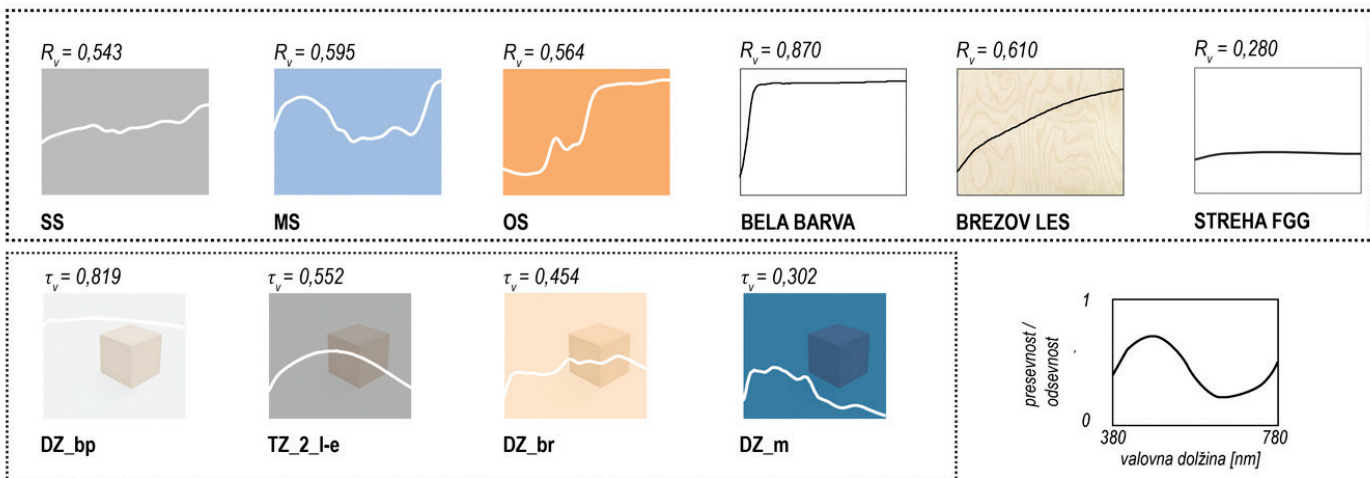 R_v = 0,543
R_v = 0,595
R_v = 0,564
R_v = 0,870
R_v = 0,610
R_v = 0,280
SS
MS
OS
BELA BARVA
BREZOV LES
STREHA FGG
τ_v = 0,819
τ_v = 0,552
τ_v = 0,454
τ_v = 0,302
DZ_bp
TZ_2_l-e
DZ_br
DZ_m
presevnost /
odsevnost
1
0
380
780
valovna dolžina [nm]